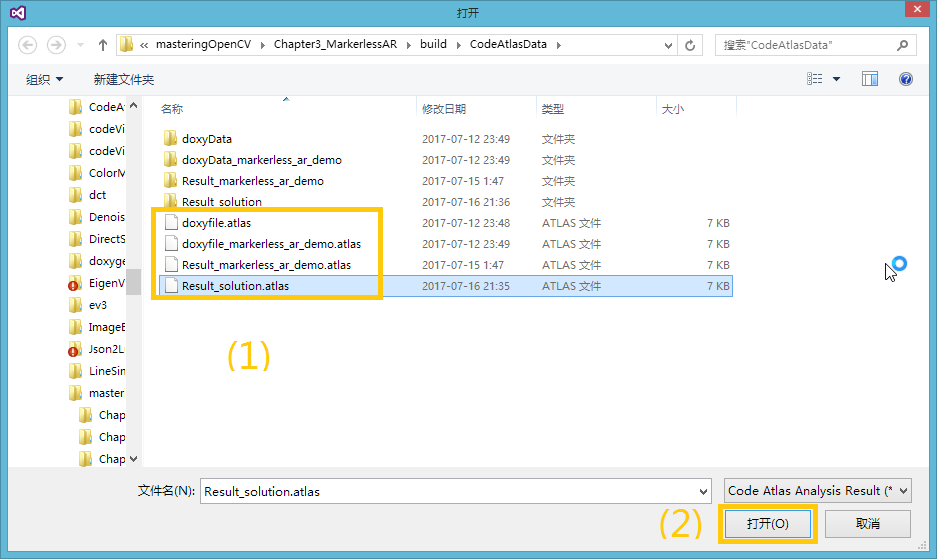 打开
« masteringOpenCV Chapter3_MarkerlessAR build CodeAtlasData
搜索"CodeAtlasData"
组织 新建文件夹
名称 修改日期 类型 大小
CodeA
codeVi
codeVi
ColorM
dct
Denois
DirectS
doxyge
EigenV
ev3
ImageE
Json2L
LineSim
master
Chap
Chap
Chap
doxyData 2017-07-12 23:49 文件夹
doxyData_markerless_ar_demo 2017-07-12 23:49 文件夹
Result_markerless_ar_demo 2017-07-15 1:47 文件夹
Result_solution 2017-07-16 21:36 文件夹
doxyfile.atlas 2017-07-12 23:48 ATLAS 文件 7 KB
doxyfile_markerless_ar_demo.atlas 2017-07-12 23:49 ATLAS 文件 7 KB
Result_markerless_ar_demo.atlas 2017-07-15 1:47 ATLAS 文件 7 KB
Result_solution.atlas 2017-07-16 21:35 ATLAS 文件 7 KB
(1)
文件名(N): Result_solution.atlas Code Atlas Analysis Result (*
(2) 打开(O) 取消